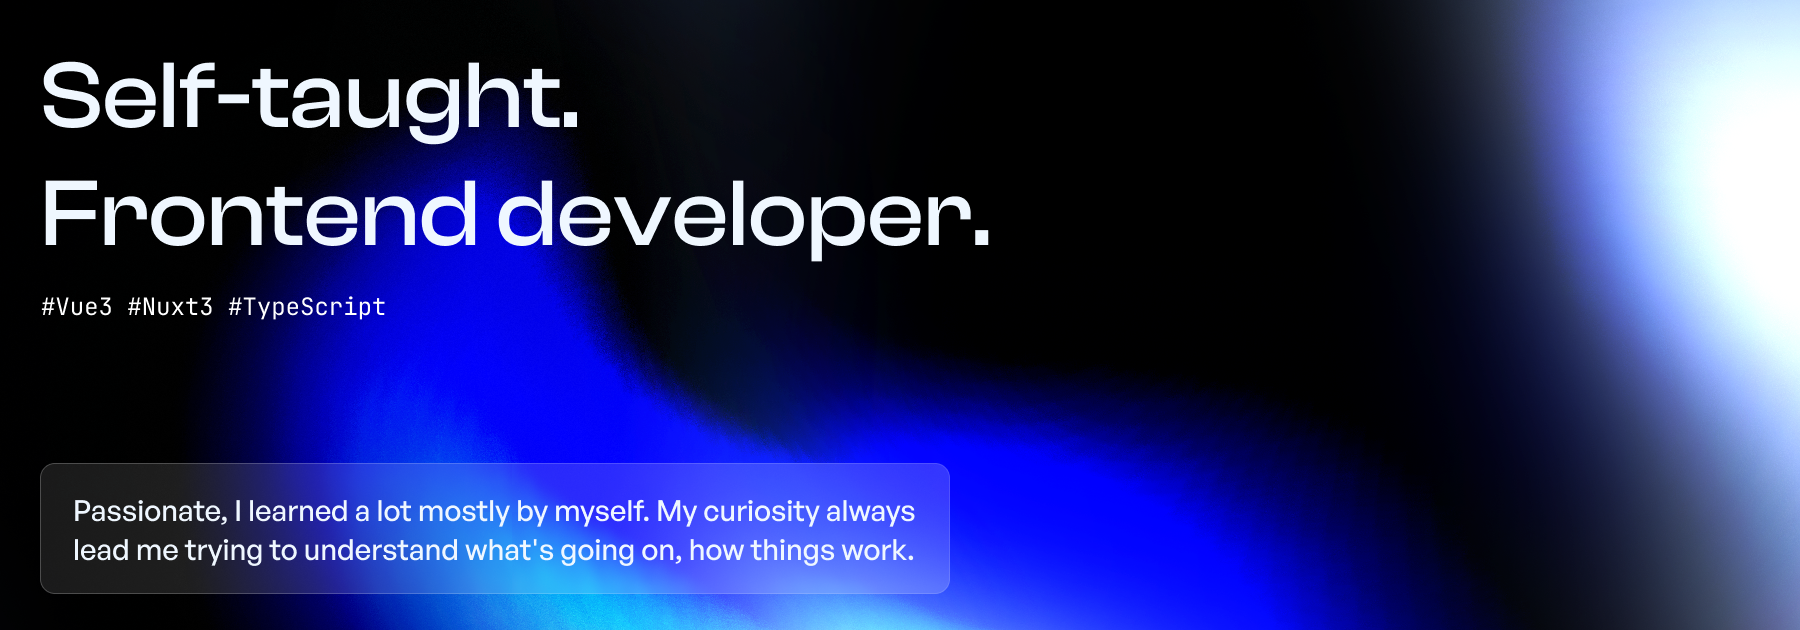 Self-taught.
Frontend developer.
#Vue3 #Nuxt3 #TypeScript
Passionate, I learned a lot mostly by myself. My curiosity always
lead me trying to understand what's going on, how things work.